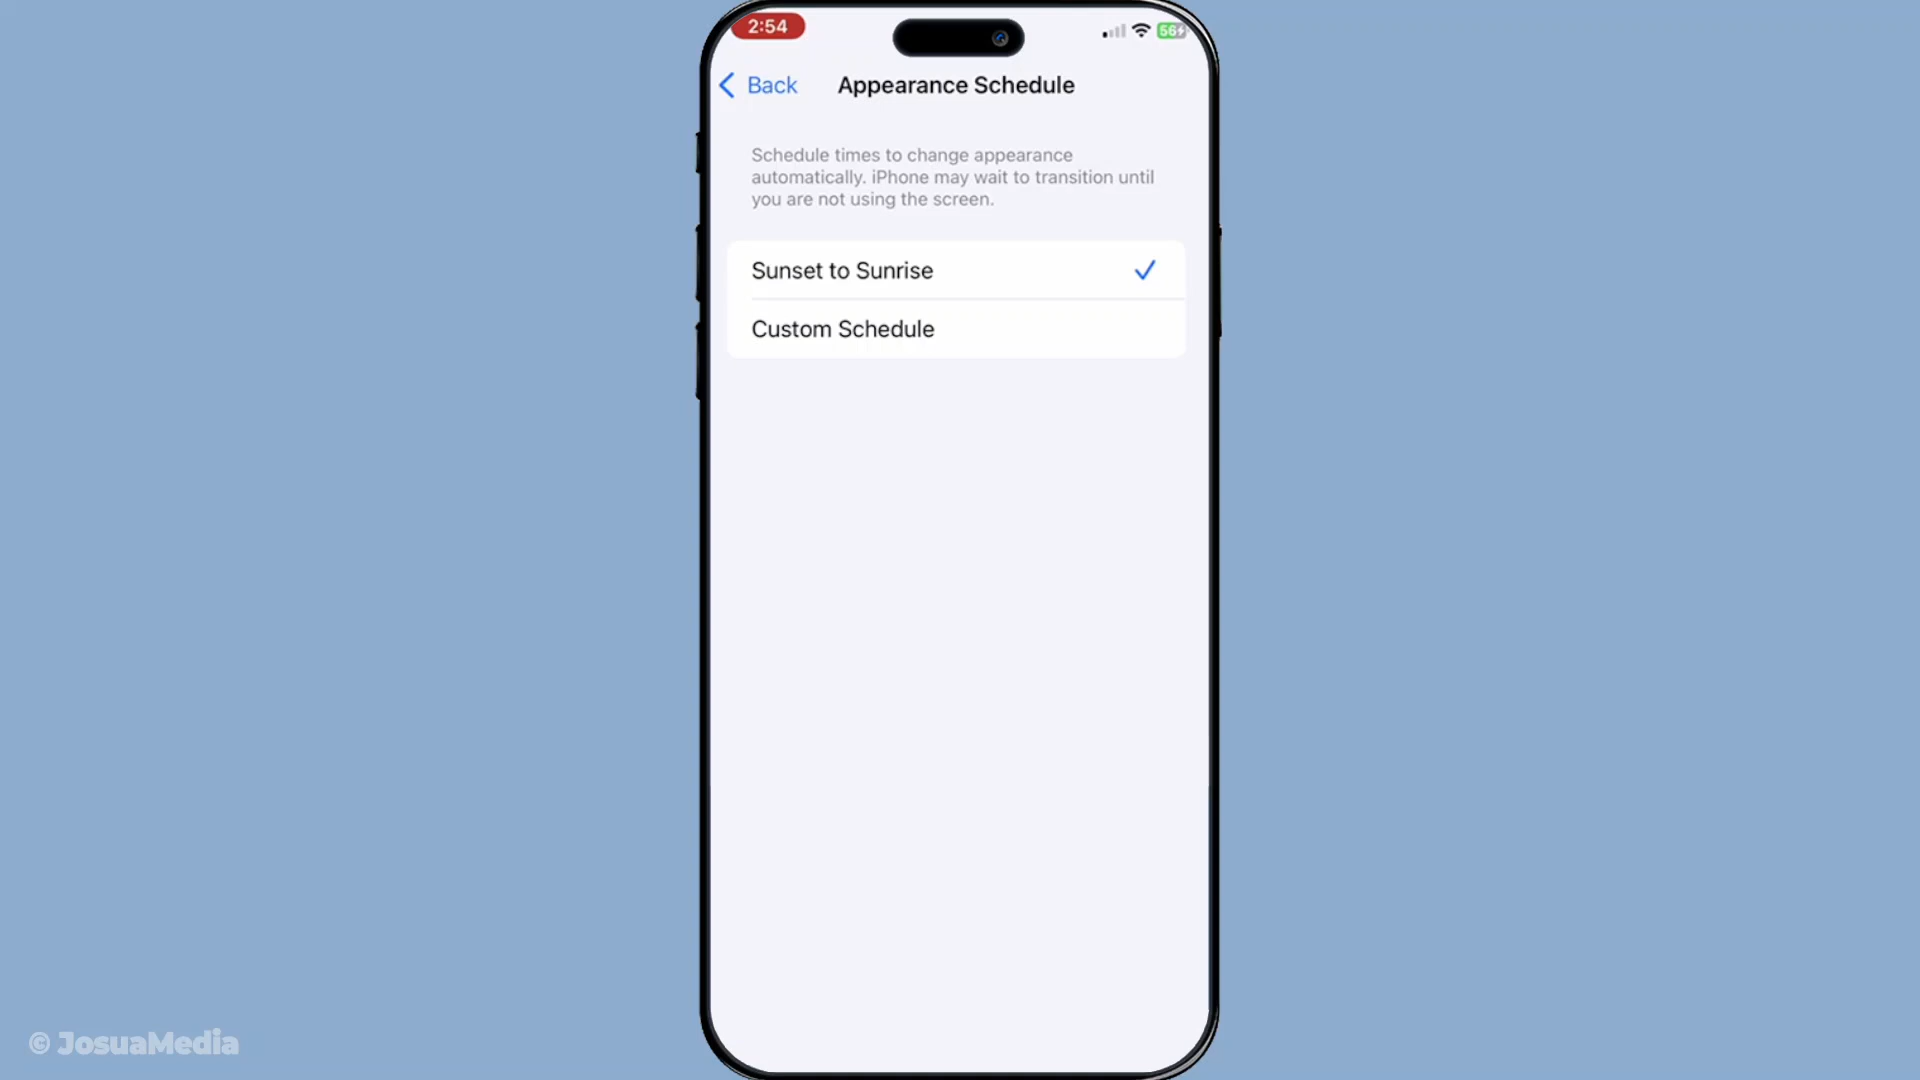 2:54
56
Back
Appearance Schedule
Schedule times to change appearance
automatically. iPhone may wait to transition until
you are not using the screen.
Sunset to Sunrise
Custom Schedule
© JosuaMedia